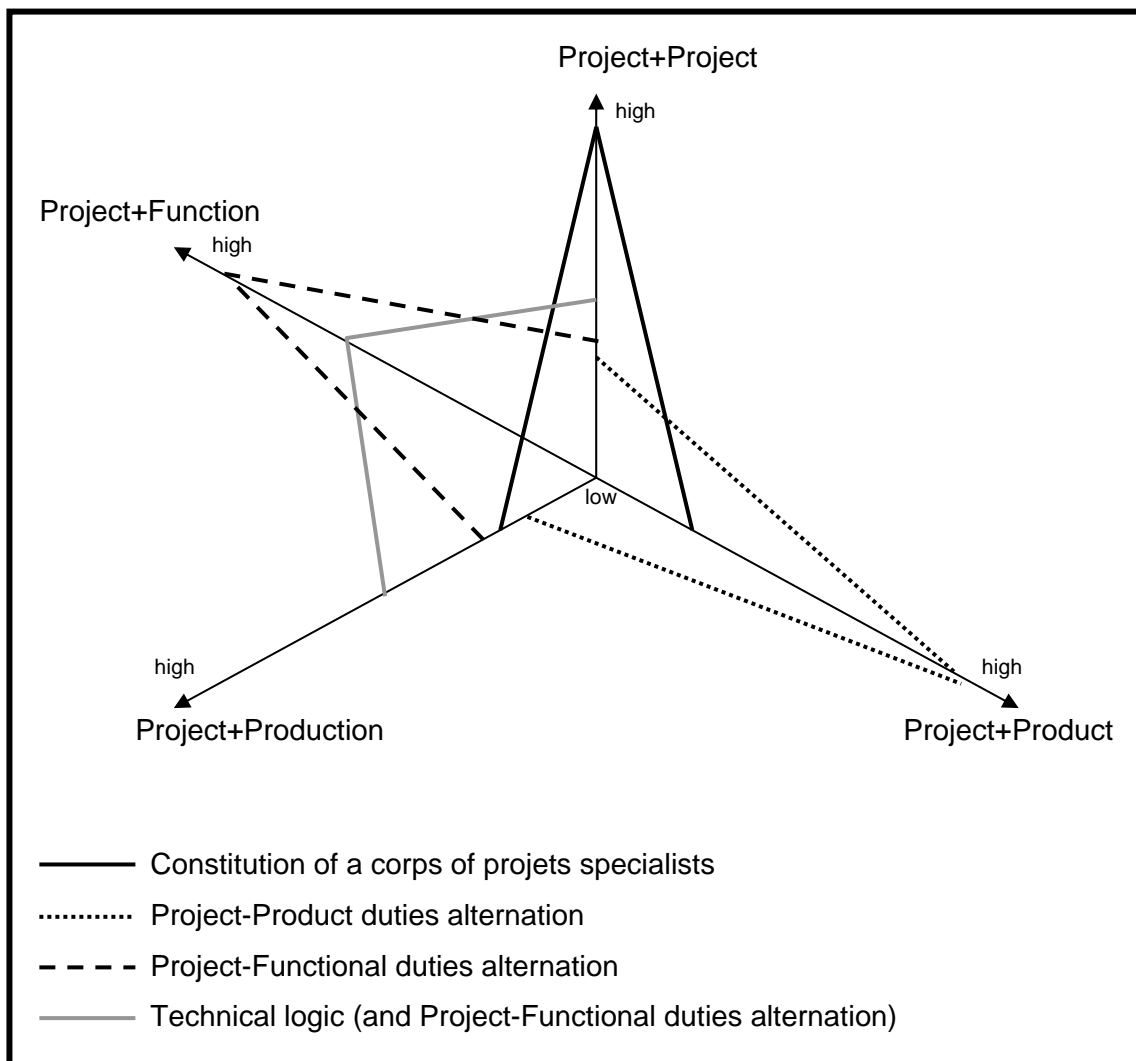 Project+Project
high
Project+Function
high
low
high
high
Project+Production
Project+Product
Constitution of a corps of projets specialists
Project-Product duties alternation
Project-Functional duties alternation
Technical logic (and Project-Functional duties alternation)